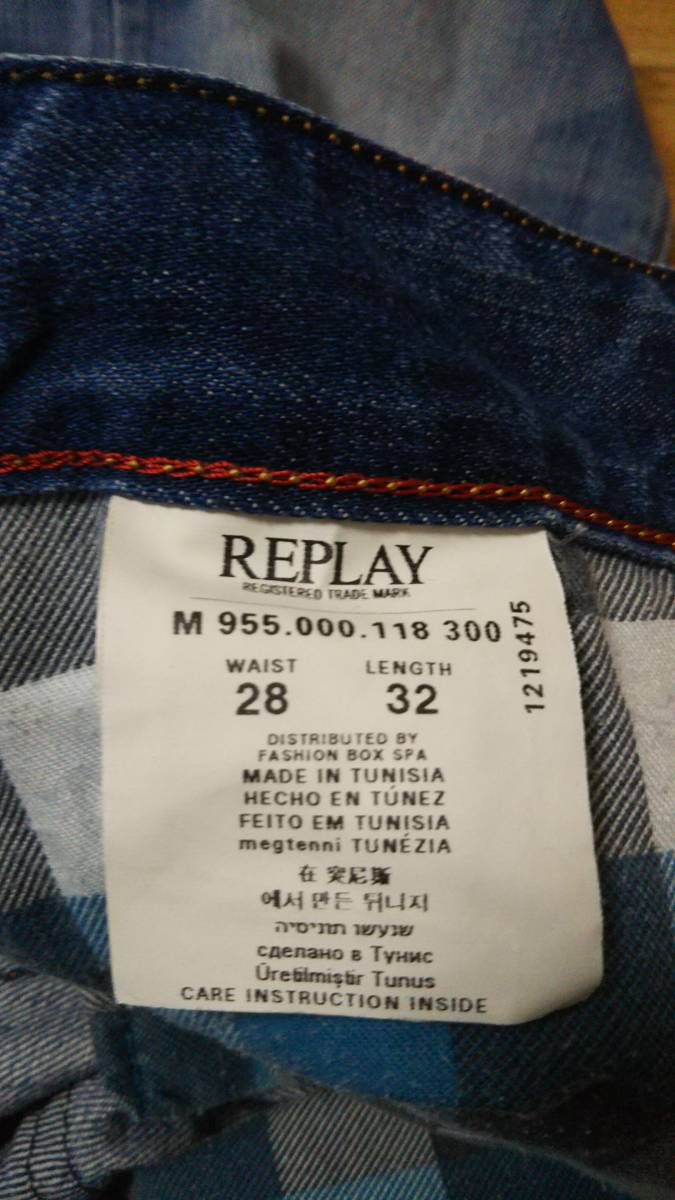 REPLAY
REGISTERED TRADE MARK
M 955.000.118 300
1219475
WAIST LENGTH
28 32
DISTRIBUTED BY
FASHION BOX SPA
MADE IN TUNISIA
HECHO EN TÚNEZ
FEITO EM TUNISIA
megtenni TUNÉZIA
在 突尼斯
에서 만든 튀니지
שנעשו תוניסיה
сделано в Тунис
Üretilmiştir Tunus
CARE INSTRUCTION INSIDE